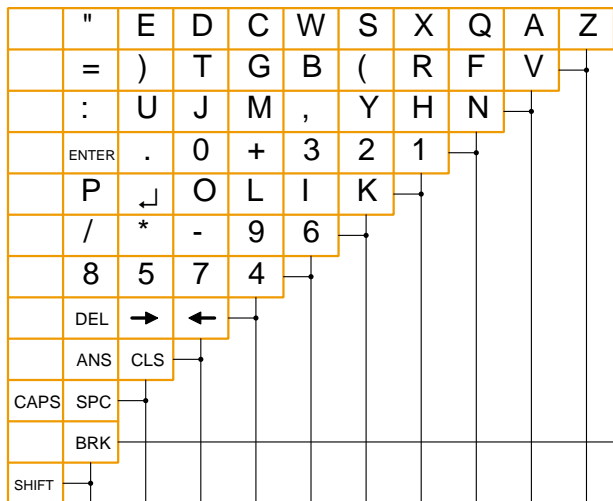 " E D C W S X Q A Z
= ) T G B ( R F V
: U J M , Y H N
ENTER . 0 + 3 2 1
P ↵ O L I K
/ * - 9 6
8 5 7 4
DEL → ←
ANS CLS
CAPS SPC
BRK
SHIFT